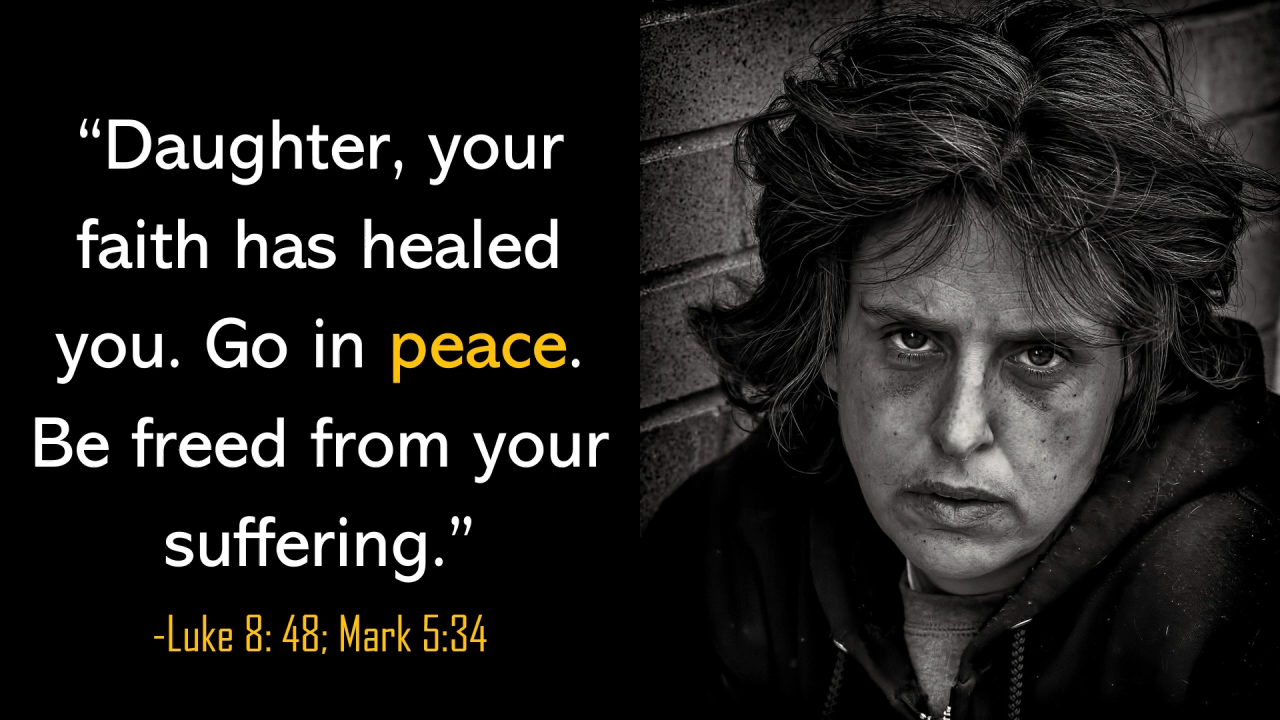 “Daughter, your
faith has healed
you. Go in peace.
Be freed from your
suffering.”
-Luke 8: 48; Mark 5:34